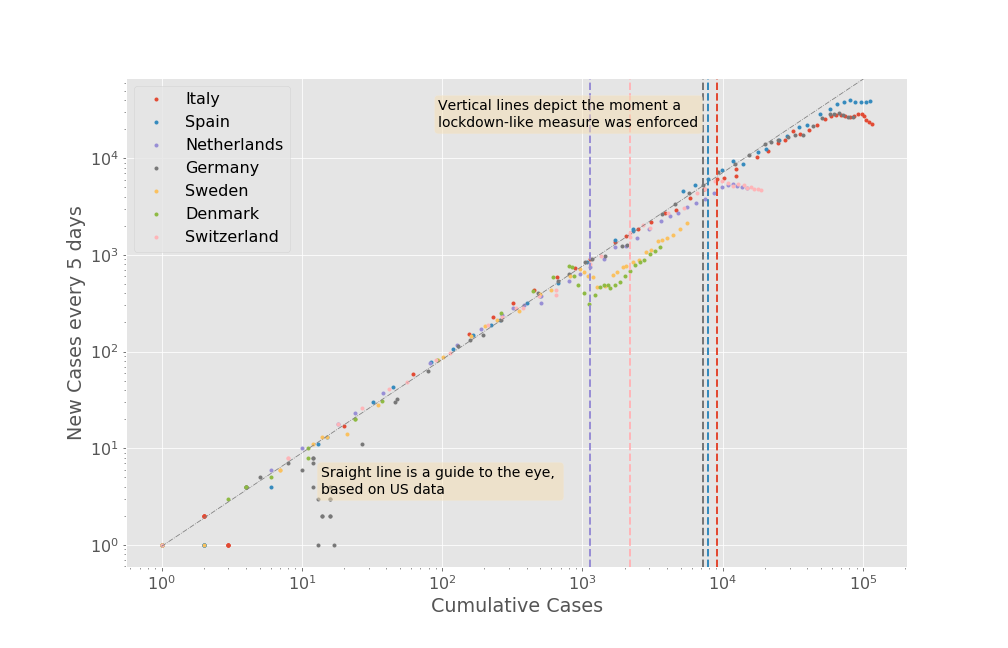 Italy
Spain
Netherlands
Germany
Sweden
Denmark
Switzerland
Vertical lines depict the moment a
lockdown-like measure was enforced
Sraight line is a guide to the eye,
based on US data
New Cases every 5 days
10⁴
10³
10²
10¹
10⁰
10⁰ 10¹ 10² 10³ 10⁴ 10⁵
Cumulative Cases